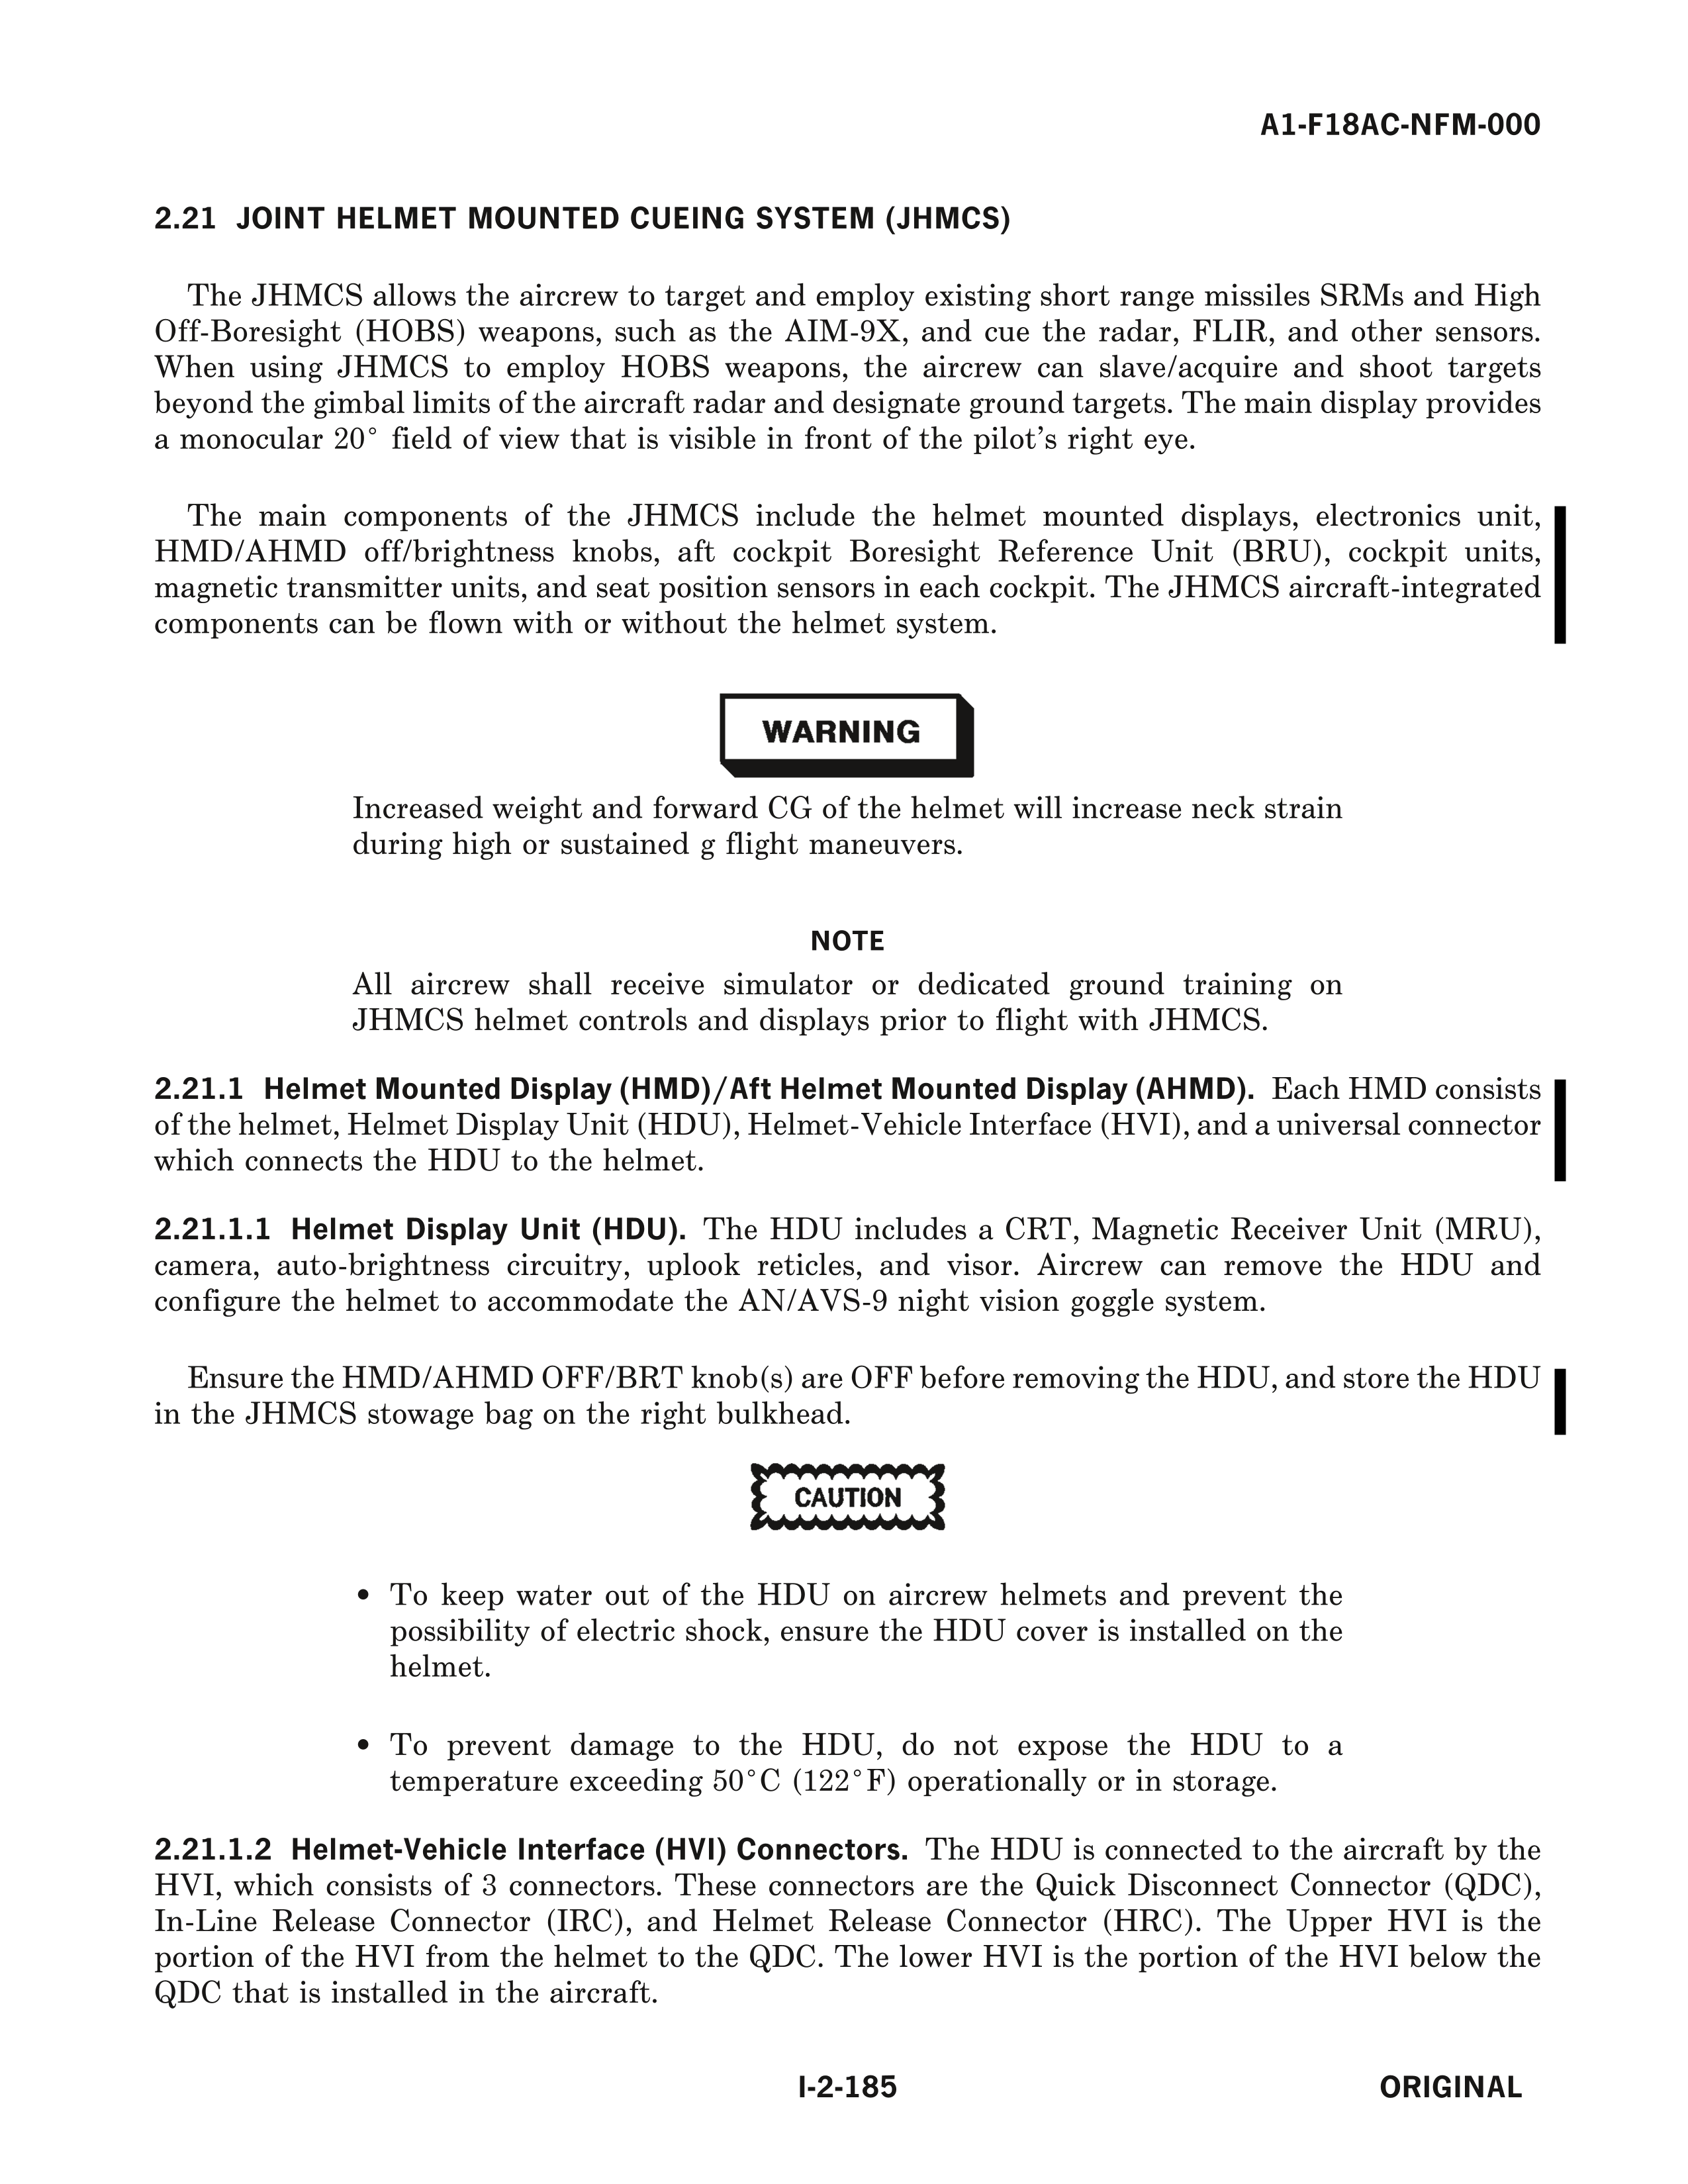 A1-F18AC-NFM-000
2.21 JOINT HELMET MOUNTED CUEING SYSTEM (JHMCS)
The JHMCS allows the aircrew to target and employ existing short range missiles SRMs and High
Off-Boresight (HOBS) weapons, such as the AIM-9X, and cue the radar, FLIR, and other sensors.
When using JHMCS to employ HOBS weapons, the aircrew can slave/acquire and shoot targets
beyond the gimbal limits of the aircraft radar and designate ground targets. The main display provides
a monocular 20° field of view that is visible in front of the pilot's right eye.
The main components of the JHMCS include the helmet mounted displays, electronics unit,
HMD/AHMD off/brightness knobs, aft cockpit Boresight Reference Unit (BRU), cockpit units,
magnetic transmitter units, and seat position sensors in each cockpit. The JHMCS aircraft-integrated
components can be flown with or without the helmet system.
WARNING
Increased weight and forward CG of the helmet will increase neck strain
during high or sustained g flight maneuvers.
NOTE
All aircrew shall receive simulator or dedicated ground training on
JHMCS helmet controls and displays prior to flight with JHMCS.
2.21.1 Helmet Mounted Display (HMD)/Aft Helmet Mounted Display (AHMD). Each HMD consists
of the helmet, Helmet Display Unit (HDU), Helmet-Vehicle Interface (HVI), and a universal connector
which connects the HDU to the helmet.
2.21.1.1 Helmet Display Unit (HDU). The HDU includes a CRT, Magnetic Receiver Unit (MRU),
camera, auto-brightness circuitry, uplook reticles, and visor. Aircrew can remove the HDU and
configure the helmet to accommodate the AN/AVS-9 night vision goggle system.
Ensure the HMD/AHMD OFF/BRT knob(s) are OFF before removing the HDU, and store the HDU
in the JHMCS stowage bag on the right bulkhead.
CAUTION
• To keep water out of the HDU on aircrew helmets and prevent the
possibility of electric shock, ensure the HDU cover is installed on the
helmet.
• To prevent damage to the HDU, do not expose the HDU to a
temperature exceeding 50°C (122°F) operationally or in storage.
2.21.1.2 Helmet-Vehicle Interface (HVI) Connectors. The HDU is connected to the aircraft by the
HVI, which consists of 3 connectors. These connectors are the Quick Disconnect Connector (QDC),
In-Line Release Connector (IRC), and Helmet Release Connector (HRC). The Upper HVI is the
portion of the HVI from the helmet to the QDC. The lower HVI is the portion of the HVI below the
QDC that is installed in the aircraft.
I-2-185
ORIGINAL